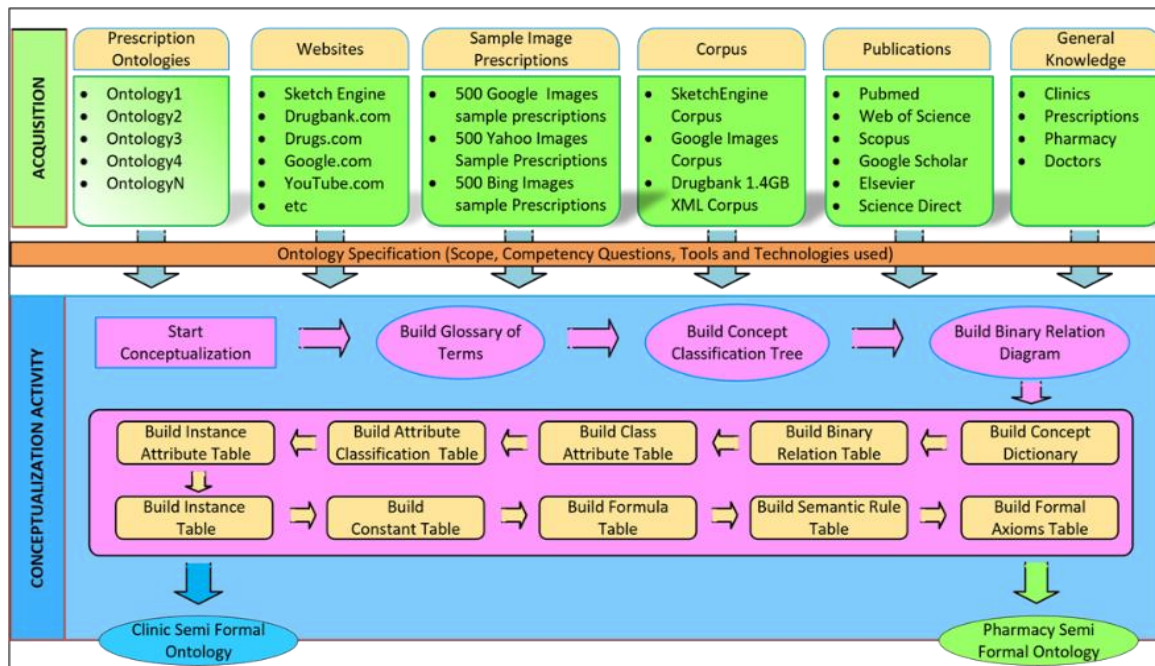 ACQUISITION
Prescription
Ontologies
• Ontology1
• Ontology2
• Ontology3
• Ontology4
• OntologyN
Websites
• Sketch Engine
• Drugbank.com
• Drugs.com
• Google.com
• YouTube.com
• etc
Sample Image
Prescriptions
• 500 Google Images
sample prescriptions
• 500 Yahoo Images
Sample Prescriptions
• 500 Bing Images
sample Prescriptions
Corpus
• SketchEngine
Corpus
• Google Images
Corpus
• Drugbank 1.4GB
XML Corpus
Publications
• Pubmed
• Web of Science
• Scopus
• Google Scholar
• Elsevier
• Science Direct
General
Knowledge
• Clinics
• Prescriptions
• Pharmacy
• Doctors
Ontology Specification (Scope, Competency Questions, Tools and Technologies used)
CONCEPTUALIZATION ACTIVITY
Start
Conceptualization
Build Glossary of
Terms
Build Concept
Classification Tree
Build Binary Relation
Diagram
Build Instance
Attribute Table
Build Attribute
Classification Table
Build Class
Attribute Table
Build Binary
Relation Table
Build Concept
Dictionary
Build Instance
Table
Build
Constant Table
Build Formula
Table
Build Semantic Rule
Table
Build Formal
Axioms Table
Clinic Semi Formal
Ontology
Pharmacy Semi
Formal Ontology